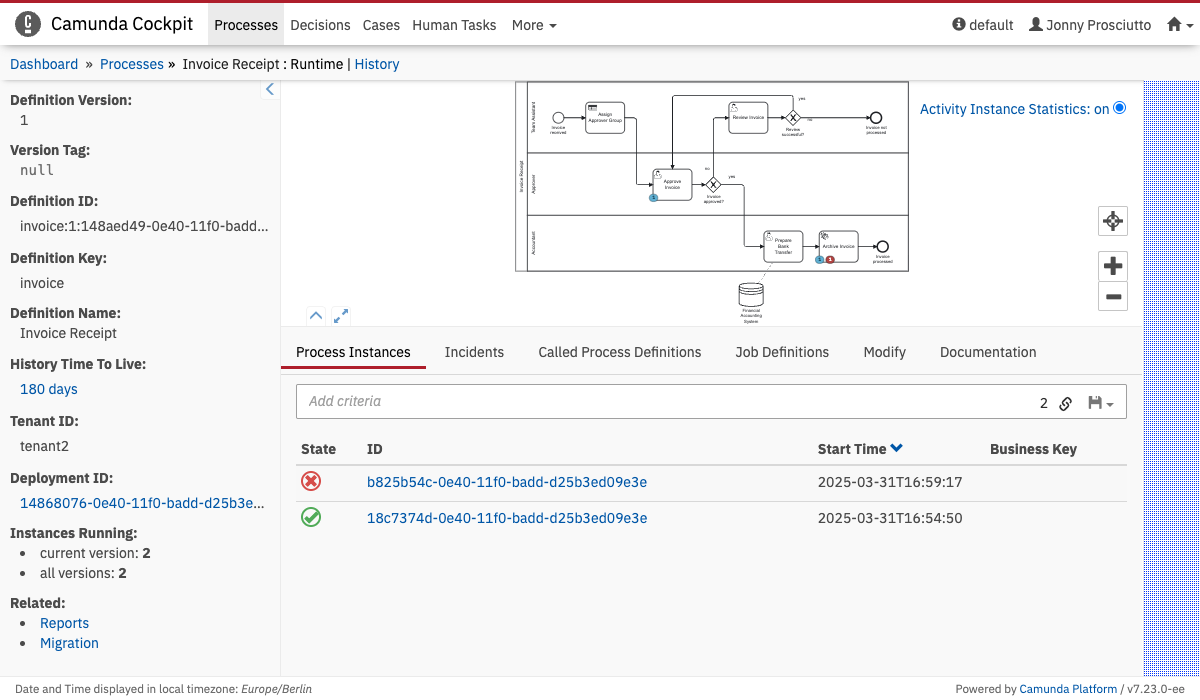 Camunda Cockpit Processes Decisions Cases Human Tasks More default Jonny Prosciutto
Dashboard » Processes » Invoice Receipt : Runtime | History
Definition Version:
1
Version Tag:
null
Definition ID:
invoice:1:148aed49-0e40-11f0-badd...
Definition Key:
invoice
Definition Name:
Invoice Receipt
History Time To Live:
180 days
Tenant ID:
tenant2
Deployment ID:
14868076-0e40-11f0-badd-d25b3e...
Instances Running:
current version: 2
all versions: 2
Related:
Reports
Migration
Invoice Receipt
Team Assistant
Approver
Accountant
Invoice
received
Assign
Approver Group
Review Invoice
yes
no
Review
successful?
Invoice not
processed
Approve
Invoice
1
no
yes
Invoice
approved?
Prepare
Bank
Transfer
Archive Invoice
1 1
Invoice
processed
Financial
Accounting
System
Activity Instance Statistics: on
Process Instances Incidents Called Process Definitions Job Definitions Modify Documentation
Add criteria 2
State ID Start Time Business Key
b825b54c-0e40-11f0-badd-d25b3ed09e3e 2025-03-31T16:59:17
18c7374d-0e40-11f0-badd-d25b3ed09e3e 2025-03-31T16:54:50
Date and Time displayed in local timezone: Europe/Berlin
Powered by Camunda Platform / v7.23.0-ee